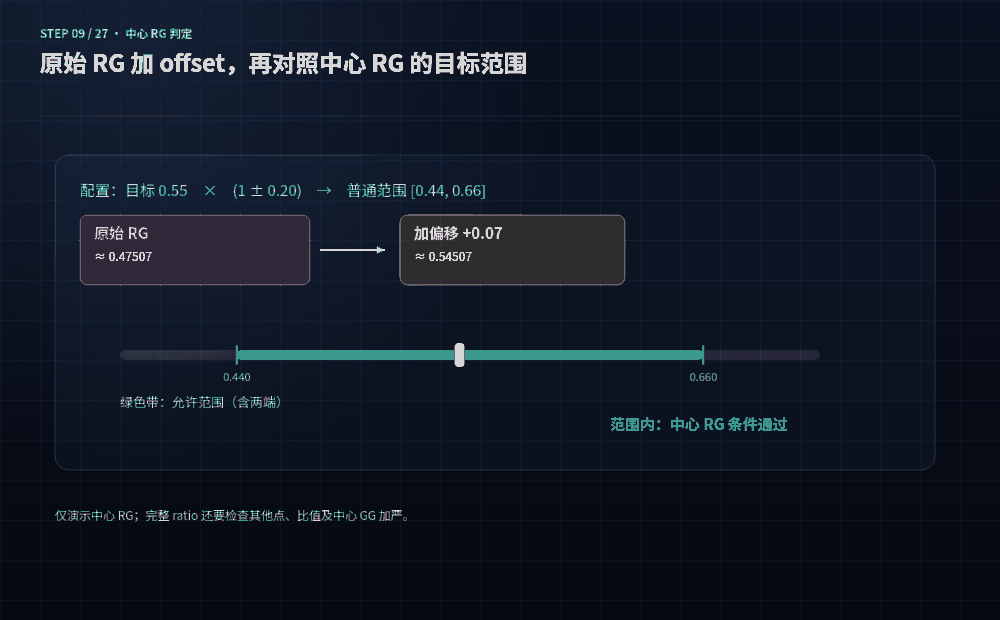 STEP 09 / 27 · 中心 RG 判定
原始 RG 加 offset，再对照中心 RG 的目标范围
配置：目标 0.55 × (1 ± 0.20) → 普通范围 [0.44, 0.66]
原始 RG
≈ 0.47507
加偏移 +0.07
≈ 0.54507
0.440
0.660
绿色带：允许范围（含两端）
范围内：中心 RG 条件通过
仅演示中心 RG；完整 ratio 还要检查其他点、比值及中心 GG 加严。